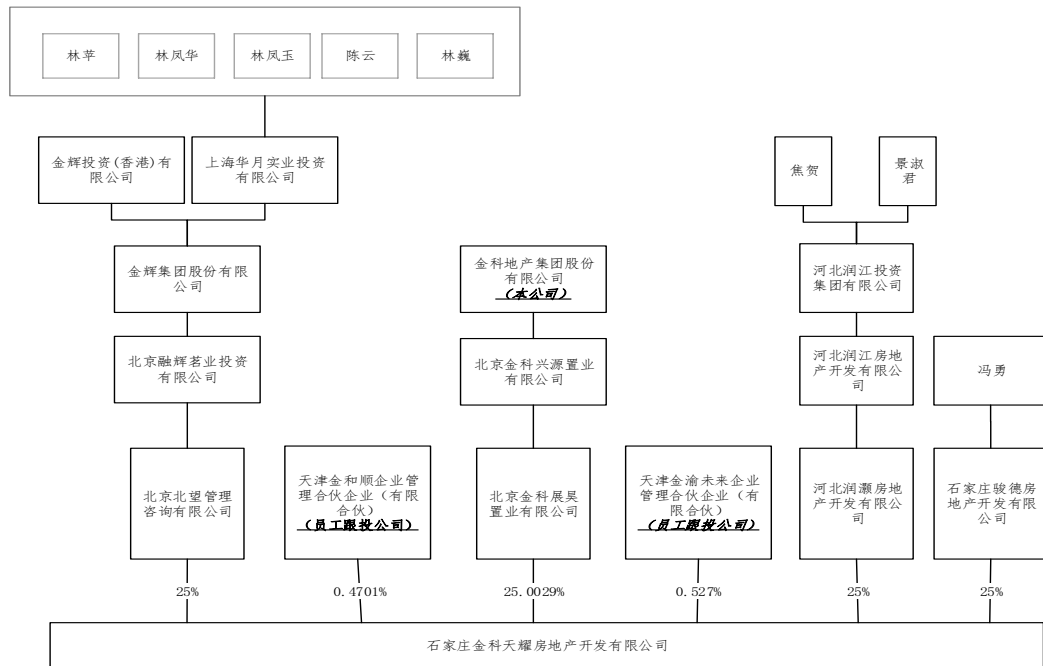 林苹
林凤华
林凤玉
陈云
林巍
金辉投资(香港)有
限公司
上海华月实业投资
有限公司
焦贺
景淑
君
金辉集团股份有限
公司
金科地产集团股份
有限公司
（本公司）
河北润江投资
集团有限公司
北京融辉茗业投资
有限公司
北京金科兴源置业
有限公司
河北润江房地
产开发有限公
司
冯勇
北京北望管理
咨询有限公司
天津金和顺企业管
理合伙企业（有限
合伙）
（员工跟投公司）
北京金科展昊
置业有限公司
天津金渝未来企业
管理合伙企业（有
限合伙）
（员工跟投公司）
河北润灏房地
产开发有限公
司
石家庄骏德房
地产开发有限
公司
25%
0.4701%
25.0029%
0.527%
25%
25%
石家庄金科天耀房地产开发有限公司